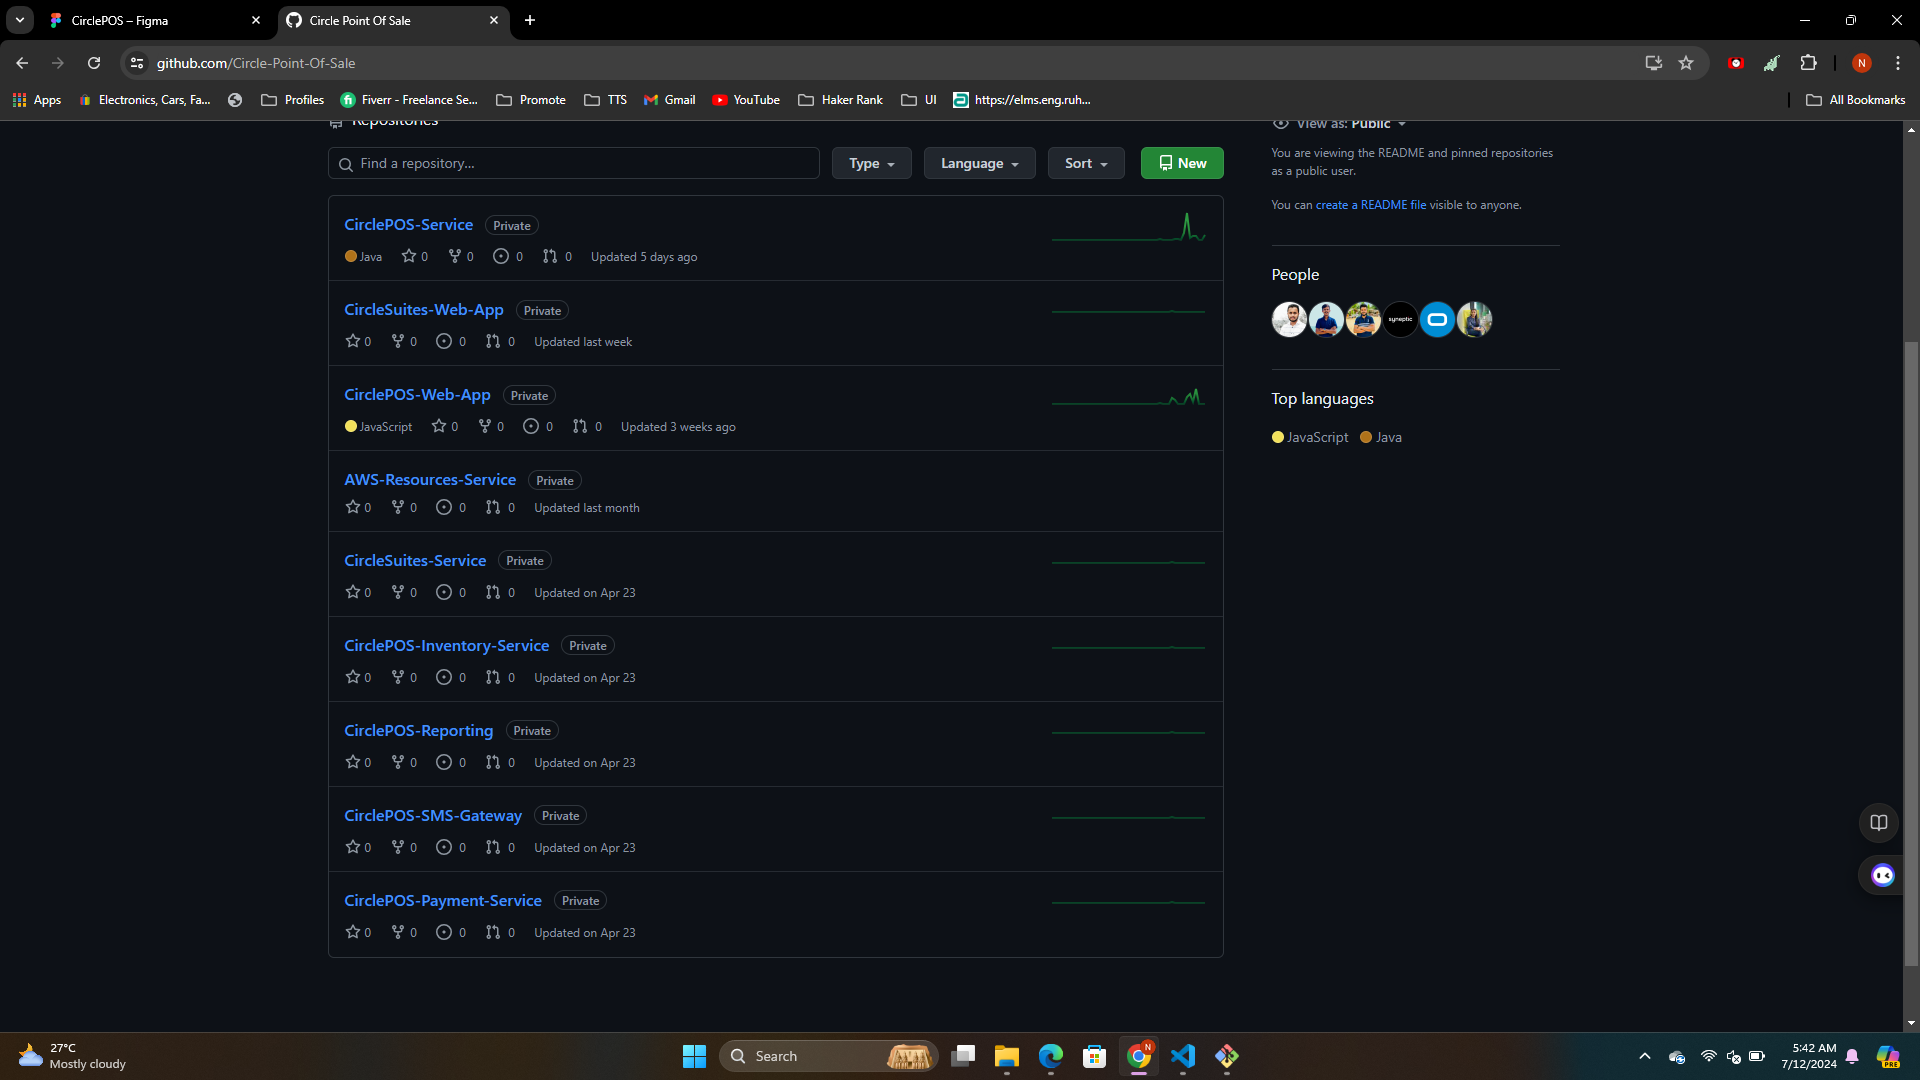 CirclePOS – Figma
Circle Point Of Sale
github.com/Circle-Point-Of-Sale
N
Apps
Electronics, Cars, Fa...
Profiles
Fiverr - Freelance Se...
Promote
TTS
Gmail
YouTube
Haker Rank
UI
https://elms.eng.ruh...
All Bookmarks
Repositories
View as: Public
Find a repository...
Type
Language
Sort
New
You are viewing the README and pinned repositories
as a public user.
You can create a README file visible to anyone.
CirclePOS-Service Private
Java 0 0 0 0 Updated 5 days ago
CircleSuites-Web-App Private
0 0 0 0 Updated last week
CirclePOS-Web-App Private
JavaScript 0 0 0 0 Updated 3 weeks ago
AWS-Resources-Service Private
0 0 0 0 Updated last month
CircleSuites-Service Private
0 0 0 0 Updated on Apr 23
CirclePOS-Inventory-Service Private
0 0 0 0 Updated on Apr 23
CirclePOS-Reporting Private
0 0 0 0 Updated on Apr 23
CirclePOS-SMS-Gateway Private
0 0 0 0 Updated on Apr 23
CirclePOS-Payment-Service Private
0 0 0 0 Updated on Apr 23
People
syneptic
Top languages
JavaScript Java
27°C
Mostly cloudy
Search
N
5:42 AM
7/12/2024
PRE